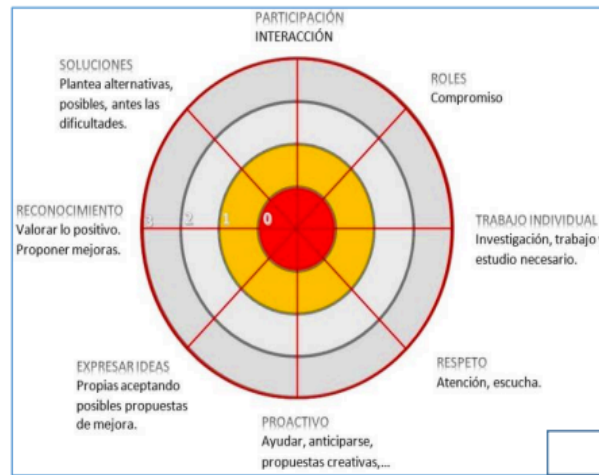 PARTICIPACIÓN
INTERACCIÓN
SOLUCIONES
Plantea alternativas,
posibles, antes las
dificultades.
ROLES
Compromiso
RECONOCIMIENTO
Valorar lo positivo.
Proponer mejoras.
3 2 1 0
TRABAJO INDIVIDUAL
Investigación, trabajo
estudio necesario.
EXPRESAR IDEAS
Propias aceptando
posibles propuestas
de mejora.
RESPETO
Atención, escucha.
PROACTIVO
Ayudar, anticiparse,
propuestas creativas,...